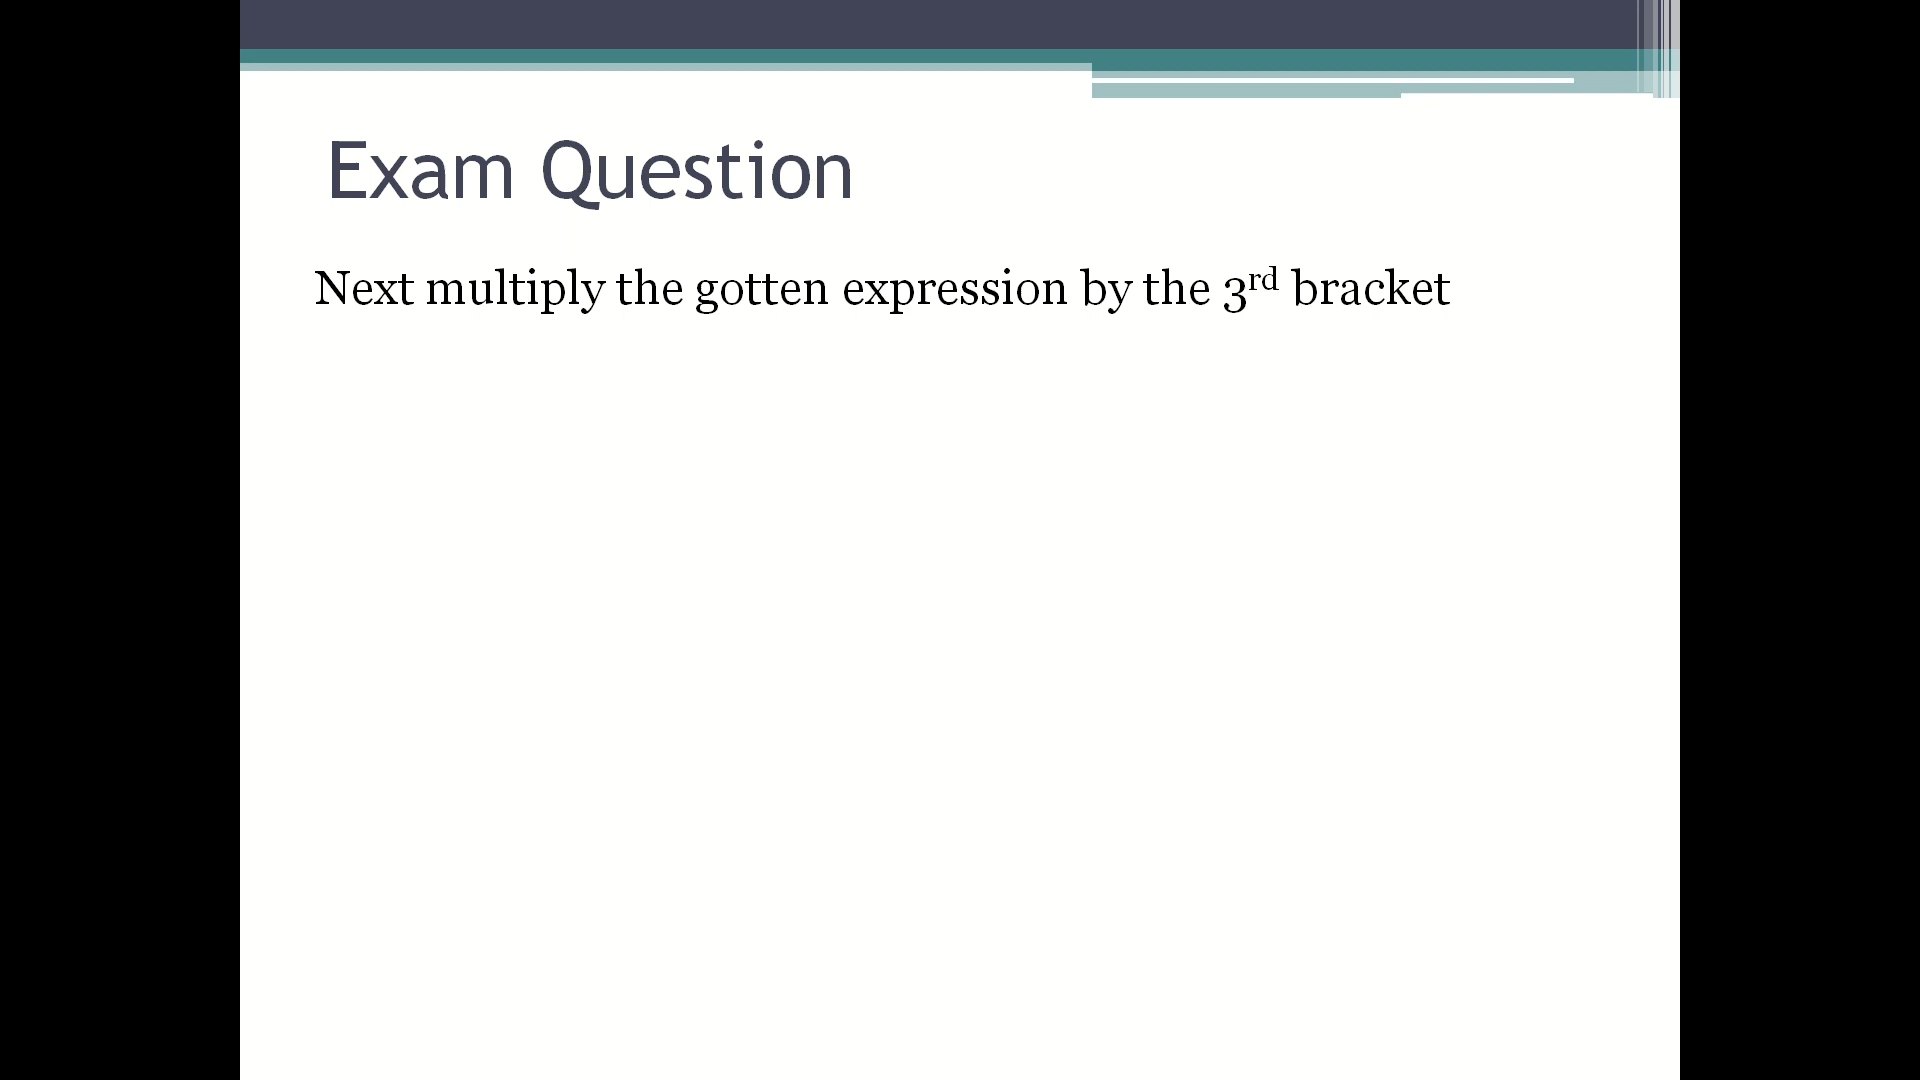 Exam Question
Next multiply the gotten expression by the 3rd bracket